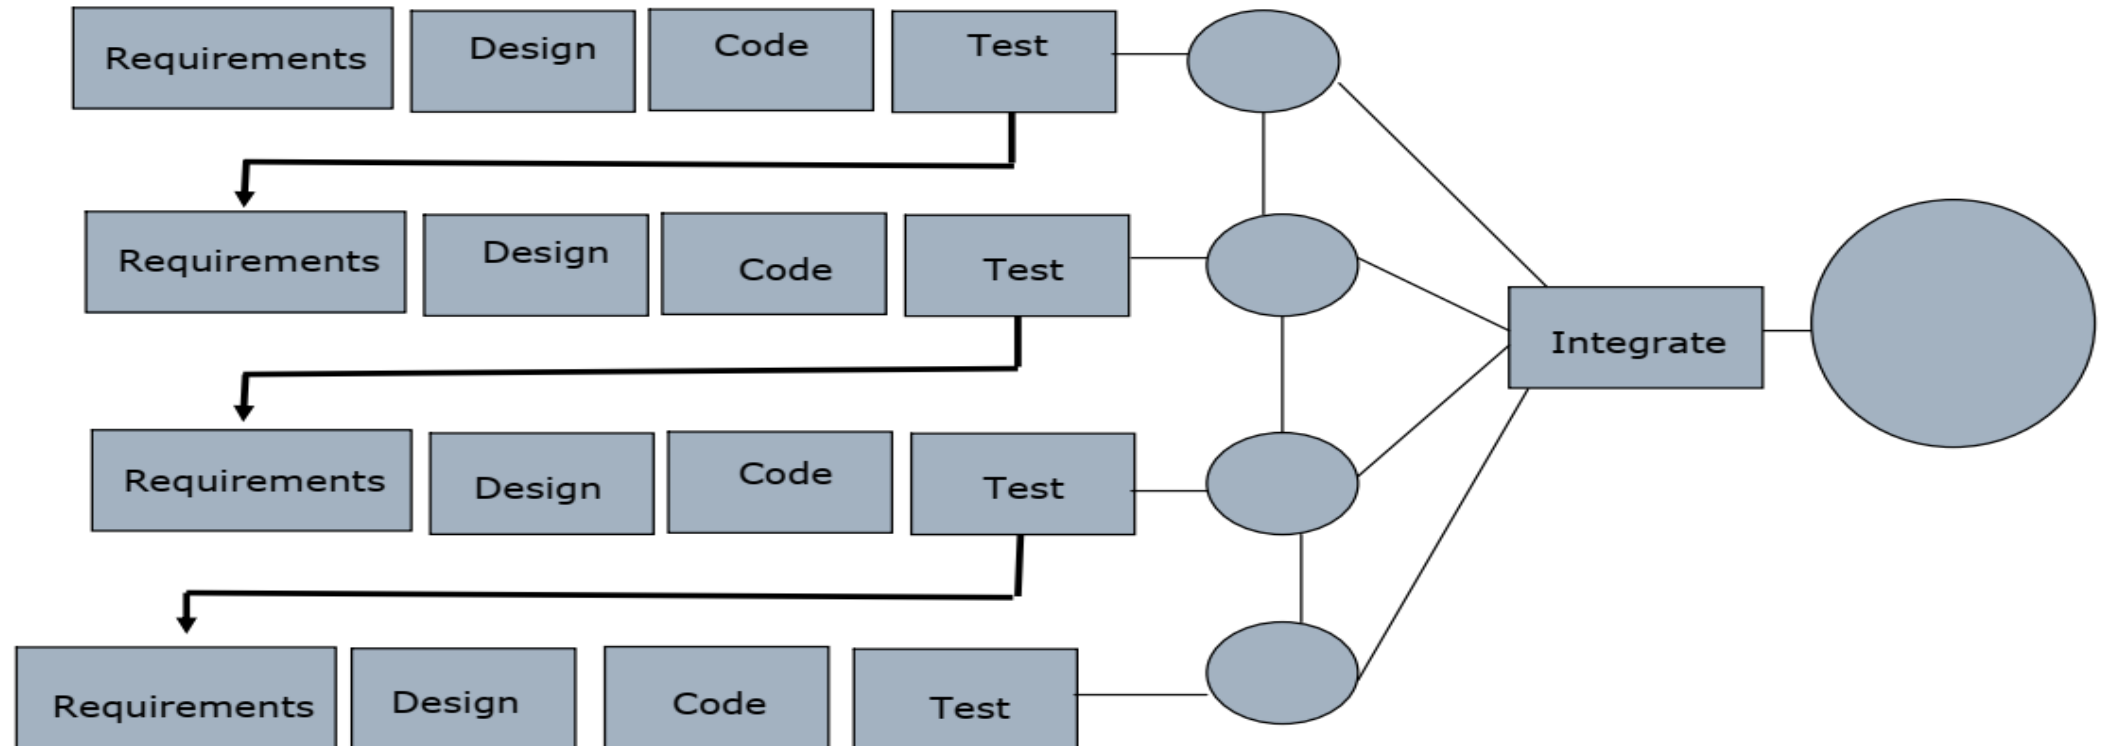 Requirements
Design
Code
Test
Requirements
Design
Code
Test
Integrate
Requirements
Design
Code
Test
Requirements
Design
Code
Test